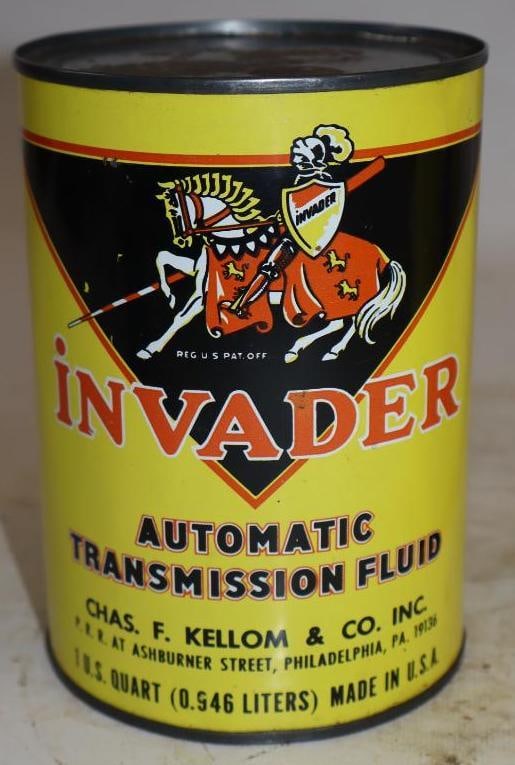 iNVADER
REG U S PAT. OFF.
iNVADER
AUTOMATIC
TRANSMISSION FLUID
CHAS. F. KELLOM & CO. INC.
P. R. R. AT ASHBURNER STREET, PHILADELPHIA, PA. 19136
1 U.S. QUART (0.946 LITERS) MADE IN U.S.A.